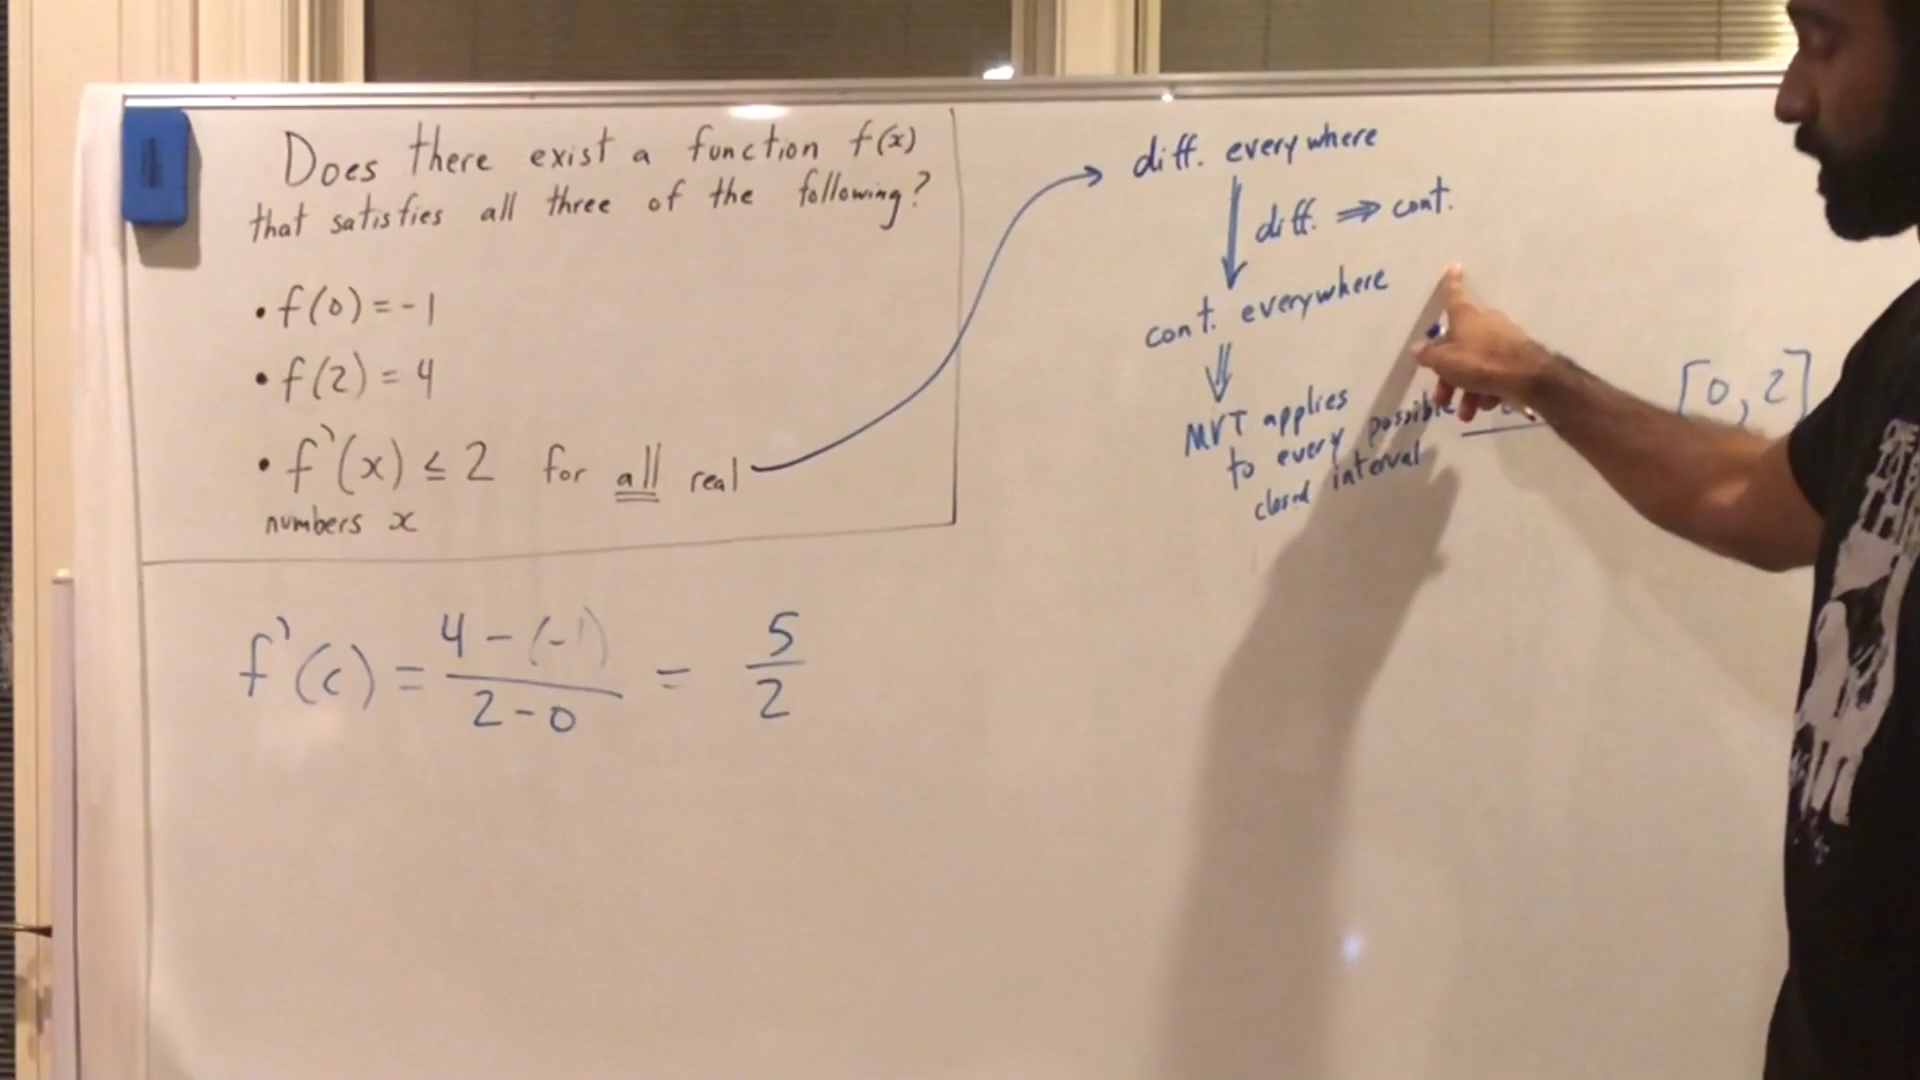 Does there exist a function f(x)
that satisfies all three of the following?
• f(0) = -1
• f(2) = 4
• f'(x) ≤ 2 for all real
numbers x
f'(c) = \frac{4-(-1)}{2-0} = \frac{5}{2}
diff. everywhere
diff. ⇒ cont.
cont. everywhere
MVT applies
to every possible
closed interval
[0, 2]